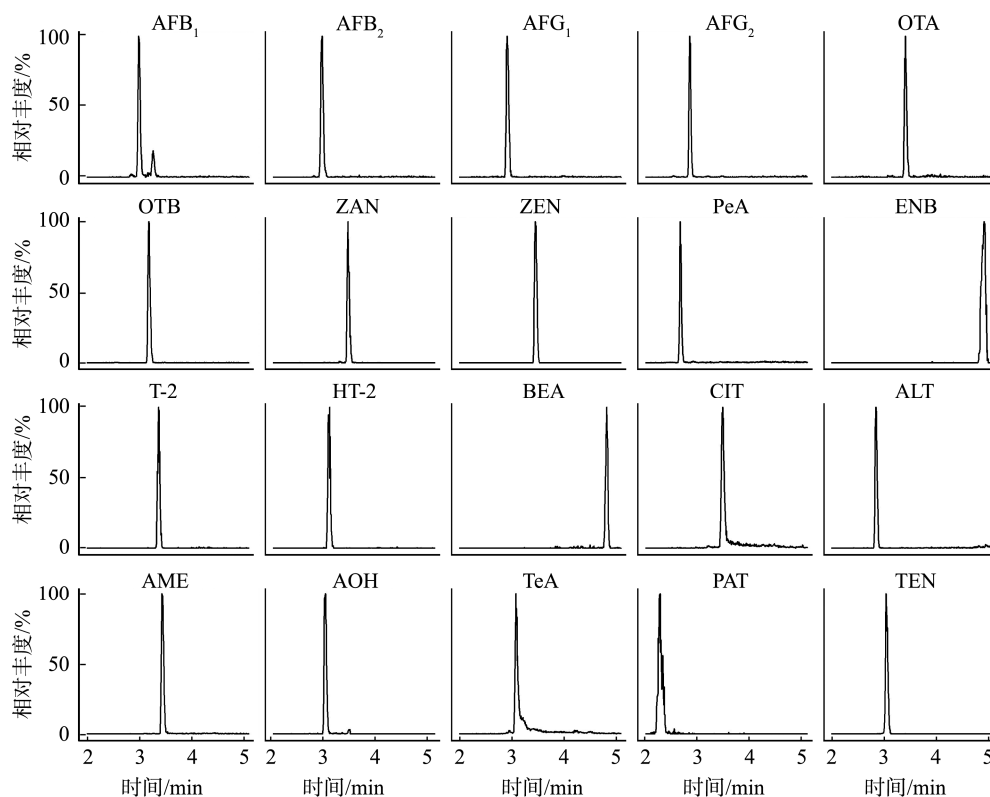 AFB₁ AFB₂ AFG₁ AFG₂ OTA
相对丰度/% 100 50 0
OTB ZAN ZEN PeA ENB
相对丰度/% 100 50 0
T-2 HT-2 BEA CIT ALT
相对丰度/% 100 50 0
AME AOH TeA PAT TEN
相对丰度/% 100 50 0
2 3 4 5 2 3 4 5 2 3 4 5 2 3 4 5 2 3 4 5
时间/min 时间/min 时间/min 时间/min 时间/min